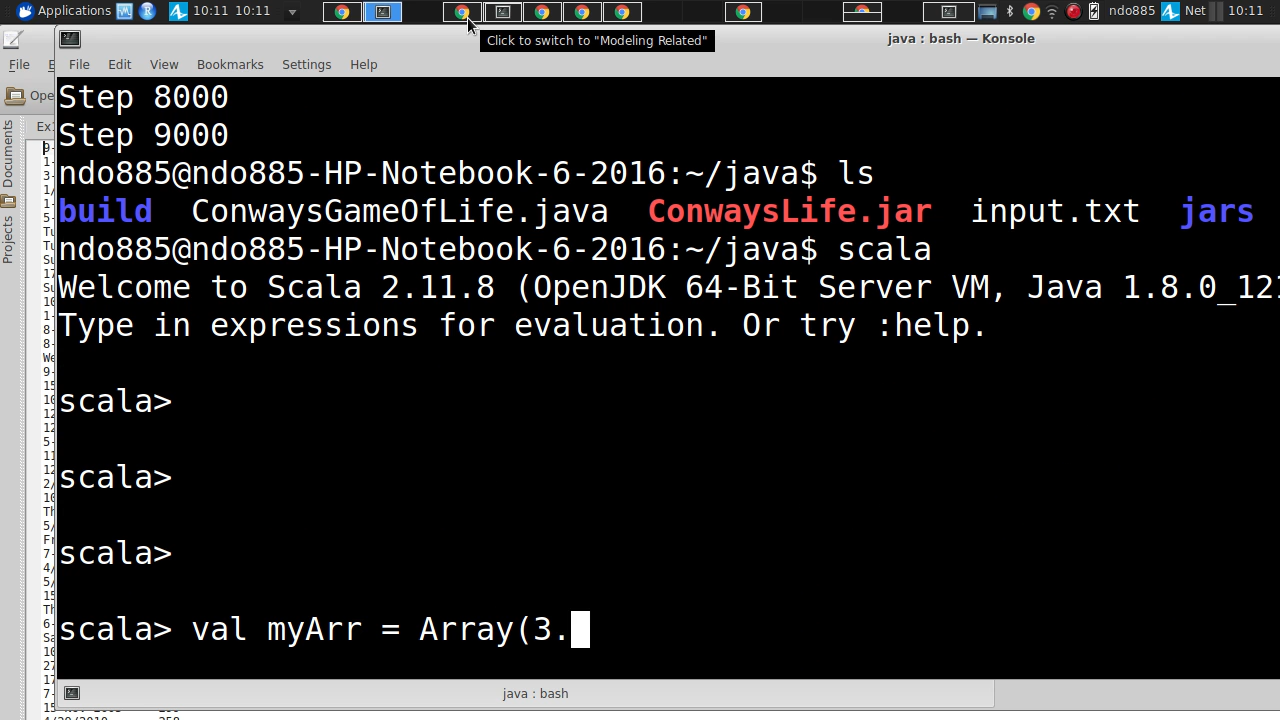 Applications 10:11 10:11 ndo885 Net 10:11
Click to switch to "Modeling Related"
java : bash — Konsole
File
File Edit View Bookmarks Settings Help
Ope
Documents
Projects
Step 8000
Step 9000
ndo885@ndo885-HP-Notebook-6-2016:~/java$ ls
build ConwaysGameOfLife.java ConwaysLife.jar input.txt jars
ndo885@ndo885-HP-Notebook-6-2016:~/java$ scala
Welcome to Scala 2.11.8 (OpenJDK 64-Bit Server VM, Java 1.8.0_12
Type in expressions for evaluation. Or try :help.
scala>
scala>
scala>
scala> val myArr = Array(3.
java : bash